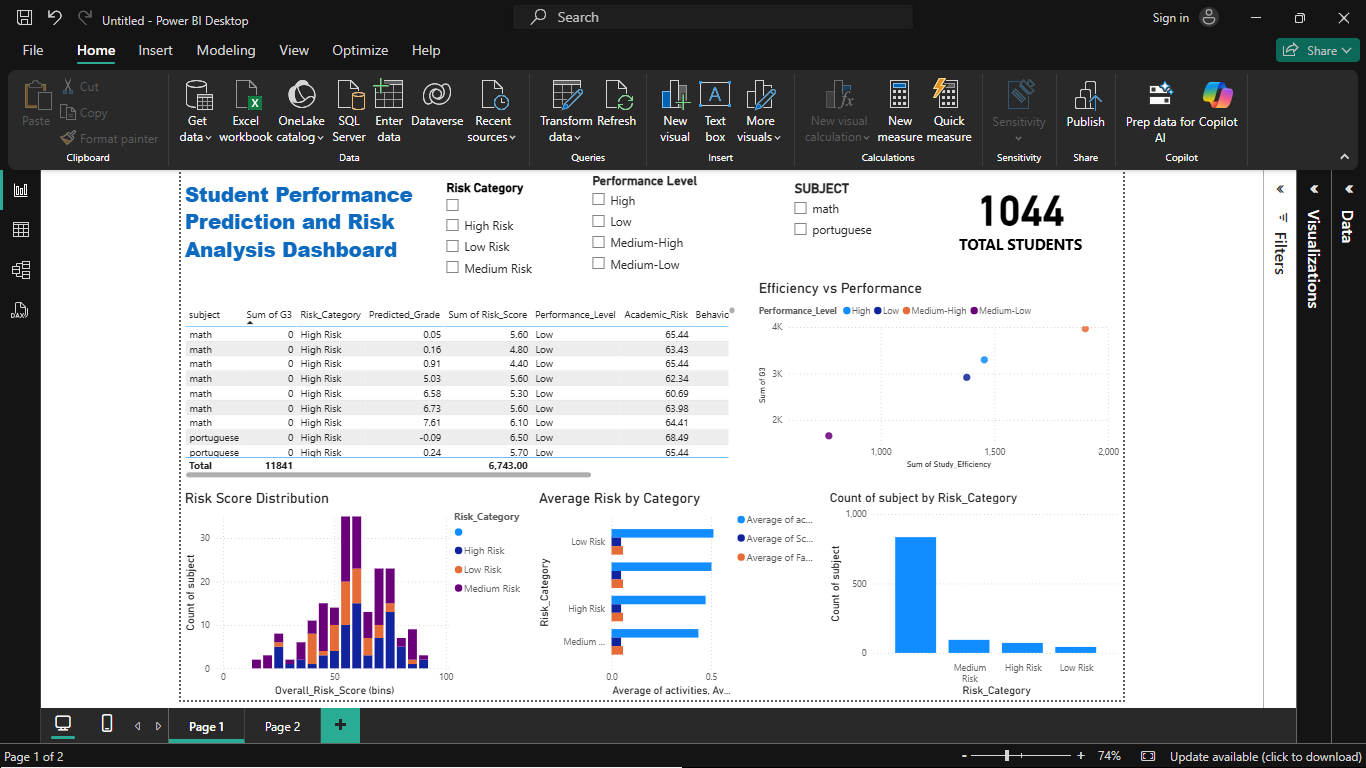 Untitled - Power BI Desktop
Search
Sign in
File Home Insert Modeling View Optimize Help
Share
Paste
Cut
Copy
Format painter
Clipboard
Get data
Excel workbook
OneLake catalog
SQL Server
Enter data
Dataverse
Recent sources
Data
Transform data
Refresh
Queries
New visual
Text box
More visuals
Insert
New visual calculation
New measure
Quick measure
Calculations
Sensitivity
Sensitivity
Publish
Share
Prep data for AI
Copilot
Copilot
Student Performance
Prediction and Risk
Analysis Dashboard
Risk Category
High Risk
Low Risk
Medium Risk
Performance Level
High
Low
Medium-High
Medium-Low
SUBJECT
math
portuguese
1044
TOTAL STUDENTS
Filters
Visualizations
Data
subject Sum of G3 Risk_Category Predicted_Grade Sum of Risk_Score Performance_Level Academic_Risk Behavic
math 0 High Risk 0.05 5.60 Low 65.44
math 0 High Risk 0.16 4.80 Low 63.43
math 0 High Risk 0.91 4.40 Low 65.44
math 0 High Risk 5.03 5.60 Low 62.34
math 0 High Risk 6.58 5.30 Low 60.69
math 0 High Risk 6.73 5.60 Low 63.98
math 0 High Risk 7.61 6.10 Low 64.41
portuguese 0 High Risk -0.09 6.50 Low 68.49
portuguese 0 High Risk 0.24 5.70 Low 65.44
Total 11841 6,743.00
Efficiency vs Performance
Performance_Level High Low Medium-High Medium-Low
4K
3K
2K
Sum of G3
1,000 1,500 2,000
Sum of Study_Efficiency
Risk Score Distribution
Risk_Category
High Risk
Low Risk
Medium Risk
Count of subject
30
20
10
0
0 50 100
Overall_Risk_Score (bins)
Average Risk by Category
Average of ac...
Average of Sc...
Average of Fa...
Risk_Category
Low Risk
High Risk
Medium ...
0.0 0.5
Average of activities, Av...
Count of subject by Risk_Category
Count of subject
1,000
500
0
Medium Risk High Risk Low Risk
Risk_Category
Page 1 Page 2 +
Page 1 of 2
- + 74%
Update available (click to download)
DAX